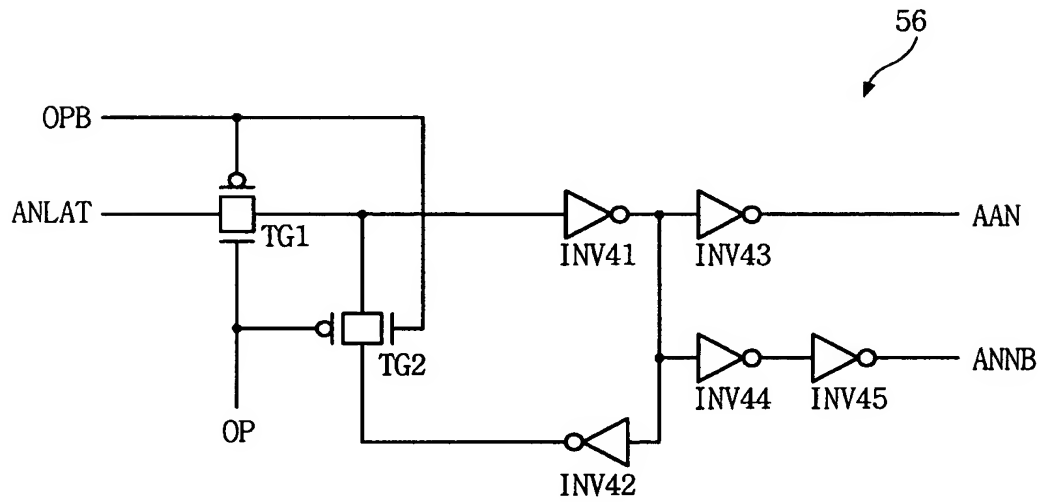 56
OPB
ANLAT
TG1
INV41
INV43
AAN
TG2
INV44
INV45
ANNB
OP
INV42